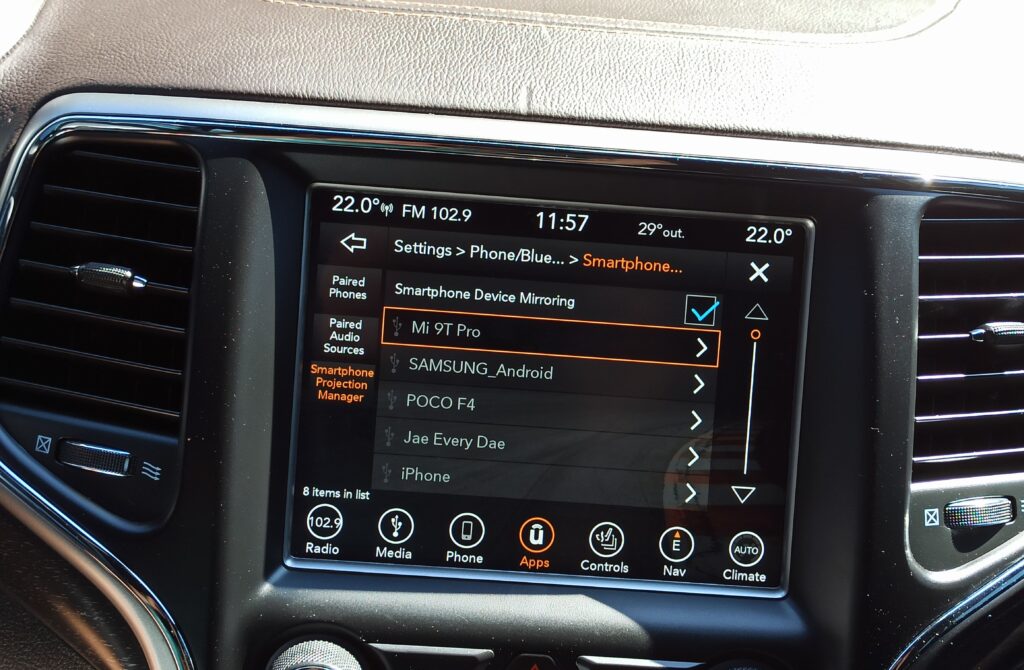 22.0° FM 102.9 11:57 29°out. 22.0°
Settings > Phone/Blue... > Smartphone...
Paired
Phones
Paired
Audio
Sources
Smartphone
Projection
Manager
Smartphone Device Mirroring
Mi 9T Pro
SAMSUNG_Android
POCO F4
Jae Every Dae
iPhone
8 items in list
102.9
Radio
Media
Phone
u
Apps
Controls
E
Nav
AUTO
Climate